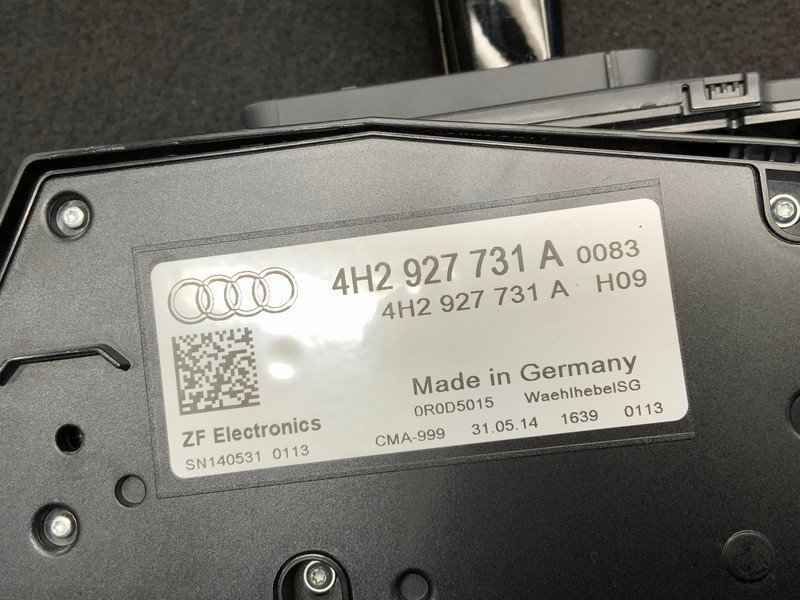 4H2 927 731 A 0083
4H2 927 731 A H09
Made in Germany
0R0D5015 WaehlhebelSG
ZF Electronics
CMA-999 31.05.14 1639 0113
SN140531 0113